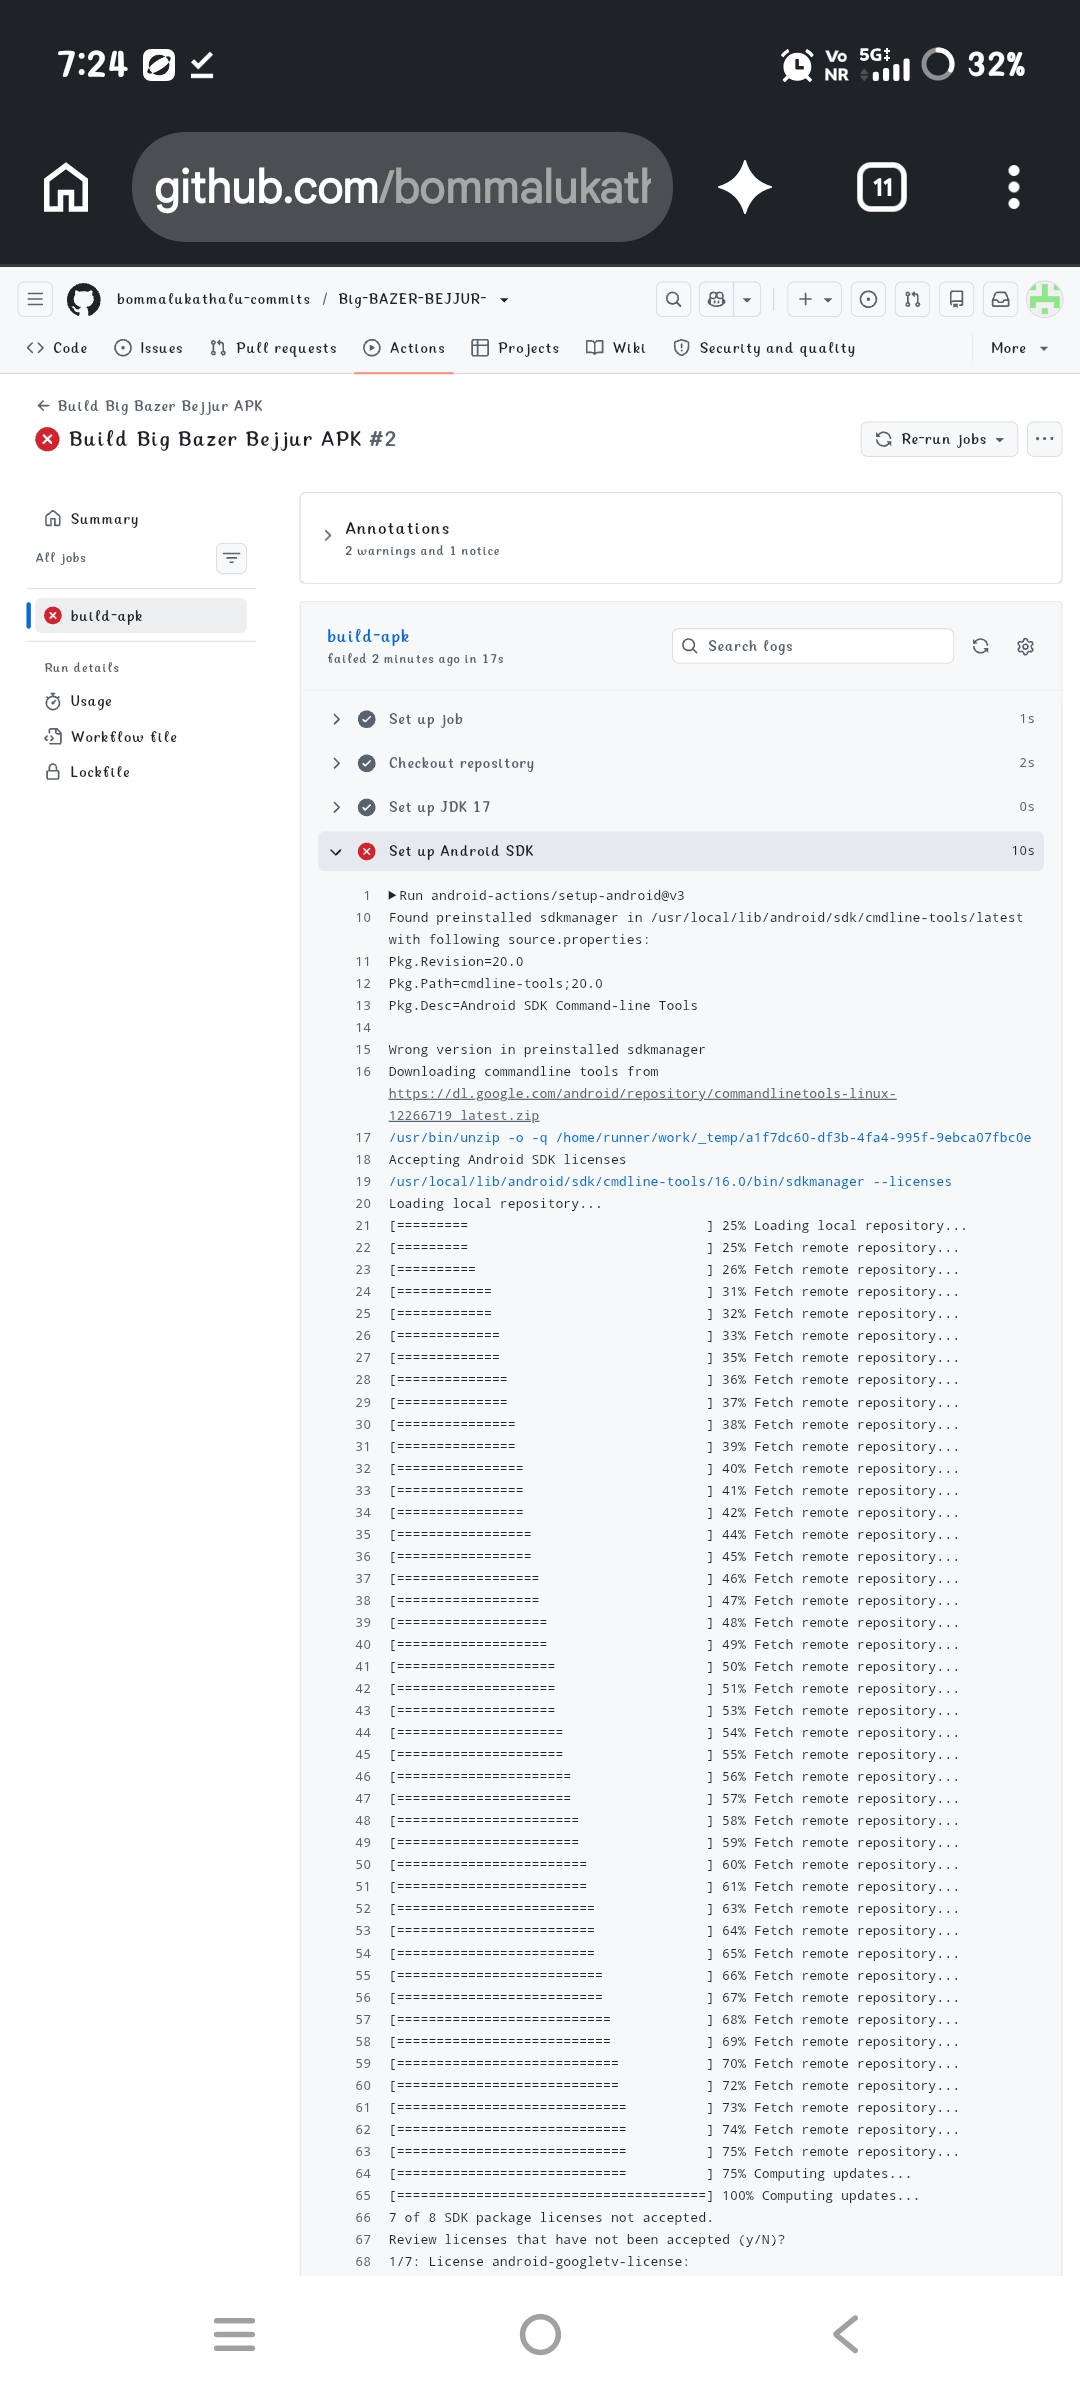 7:24
Vo NR 5G 32%
github.com/bommalukath
11
bommalukathalu-commits / Big-BAZER-BEJJUR-
Code Issues Pull requests Actions Projects Wiki Security and quality More
Build Big Bazer Bejjur APK
Build Big Bazer Bejjur APK #2
Re-run jobs
Summary
All jobs
build-apk
Run details
Usage
Workflow file
Lockfile
Annotations
2 warnings and 1 notice
build-apk
failed 2 minutes ago in 17s
Search logs
Set up job 1s
Checkout repository 2s
Set up JDK 17 0s
Set up Android SDK 10s
1 Run android-actions/setup-android@v3
10 Found preinstalled sdkmanager in /usr/local/lib/android/sdk/cmdline-tools/latest
with following source.properties:
11 Pkg.Revision=20.0
12 Pkg.Path=cmdline-tools;20.0
13 Pkg.Desc=Android SDK Command-line Tools
14
15 Wrong version in preinstalled sdkmanager
16 Downloading commandline tools from
https://dl.google.com/android/repository/commandlinetools-linux-
12266719_latest.zip
17 /usr/bin/unzip -o -q /home/runner/work/_temp/a1f7dc60-df3b-4fa4-995f-9ebca07fbc0e
18 Accepting Android SDK licenses
19 /usr/local/lib/android/sdk/cmdline-tools/16.0/bin/sdkmanager --licenses
20 Loading local repository...
21 [========= ] 25% Loading local repository...
22 [========= ] 25% Fetch remote repository...
23 [========== ] 26% Fetch remote repository...
24 [============ ] 31% Fetch remote repository...
25 [============ ] 32% Fetch remote repository...
26 [============= ] 33% Fetch remote repository...
27 [============= ] 35% Fetch remote repository...
28 [============== ] 36% Fetch remote repository...
29 [============== ] 37% Fetch remote repository...
30 [=============== ] 38% Fetch remote repository...
31 [=============== ] 39% Fetch remote repository...
32 [================ ] 40% Fetch remote repository...
33 [================ ] 41% Fetch remote repository...
34 [================ ] 42% Fetch remote repository...
35 [================= ] 44% Fetch remote repository...
36 [================= ] 45% Fetch remote repository...
37 [================== ] 46% Fetch remote repository...
38 [================== ] 47% Fetch remote repository...
39 [=================== ] 48% Fetch remote repository...
40 [=================== ] 49% Fetch remote repository...
41 [==================== ] 50% Fetch remote repository...
42 [==================== ] 51% Fetch remote repository...
43 [==================== ] 53% Fetch remote repository...
44 [===================== ] 54% Fetch remote repository...
45 [===================== ] 55% Fetch remote repository...
46 [====================== ] 56% Fetch remote repository...
47 [====================== ] 57% Fetch remote repository...
48 [======================= ] 58% Fetch remote repository...
49 [======================= ] 59% Fetch remote repository...
50 [======================== ] 60% Fetch remote repository...
51 [======================== ] 61% Fetch remote repository...
52 [========================= ] 63% Fetch remote repository...
53 [========================= ] 64% Fetch remote repository...
54 [========================= ] 65% Fetch remote repository...
55 [========================== ] 66% Fetch remote repository...
56 [========================== ] 67% Fetch remote repository...
57 [=========================== ] 68% Fetch remote repository...
58 [=========================== ] 69% Fetch remote repository...
59 [============================ ] 70% Fetch remote repository...
60 [============================ ] 72% Fetch remote repository...
61 [============================= ] 73% Fetch remote repository...
62 [============================= ] 74% Fetch remote repository...
63 [============================= ] 75% Fetch remote repository...
64 [============================= ] 75% Computing updates...
65 [=======================================] 100% Computing updates...
66 7 of 8 SDK package licenses not accepted.
67 Review licenses that have not been accepted (y/N)?
68 1/7: License android-googletv-license: